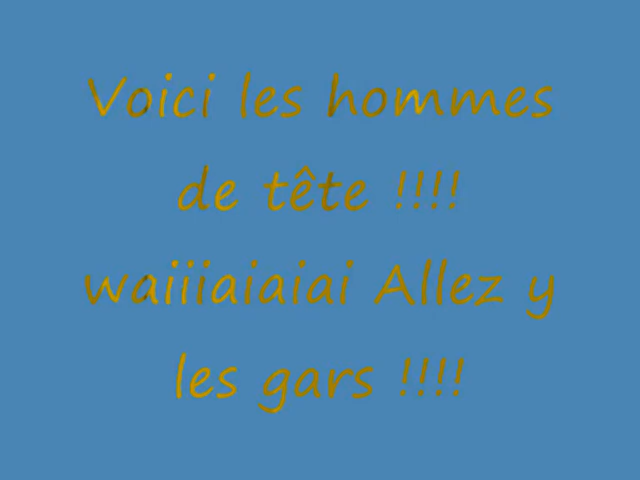 Voici les hommes
de tête !!!!
waiiiaiaiai Allez y
les gars !!!!